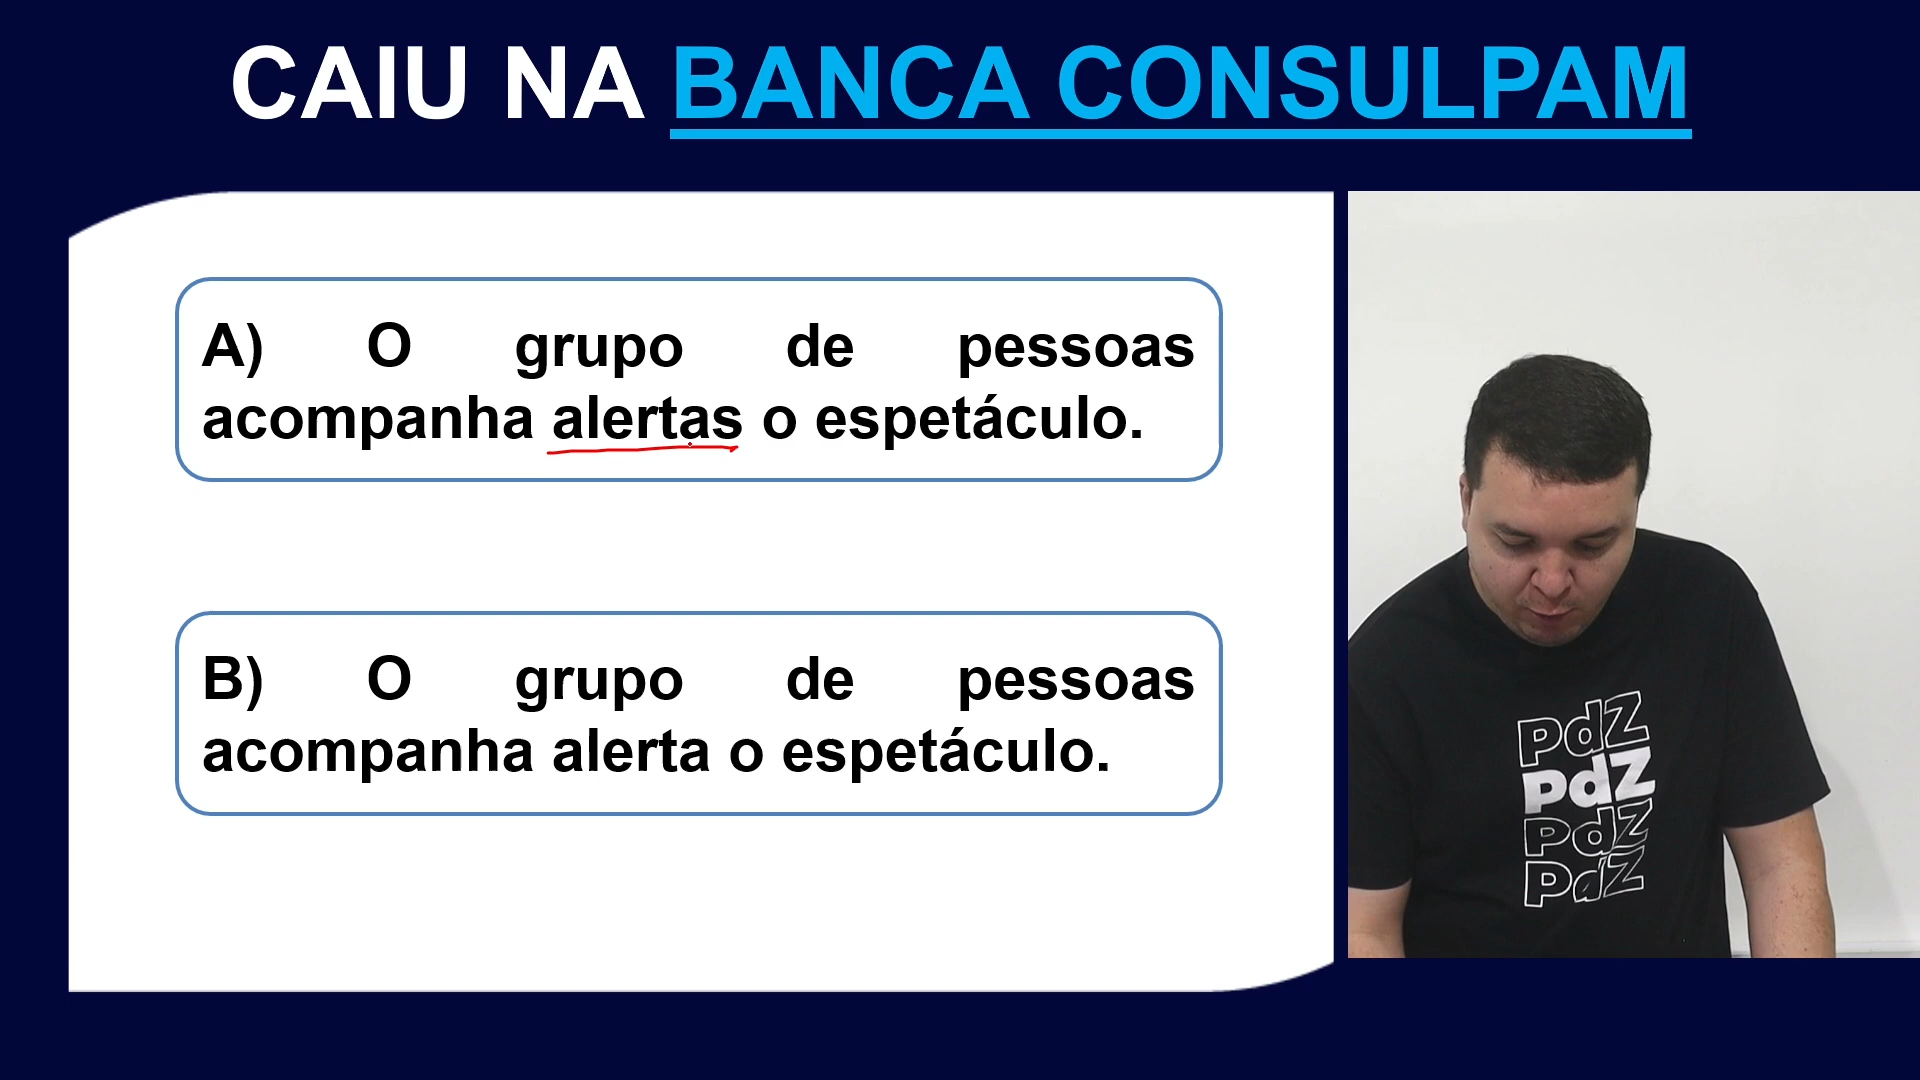 CAIU NA BANCA CONSULPAM
A) O grupo de pessoas
acompanha alertas o espetáculo.
B) O grupo de pessoas
acompanha alerta o espetáculo.
PdZ
PdZ
PdZ
PdZ